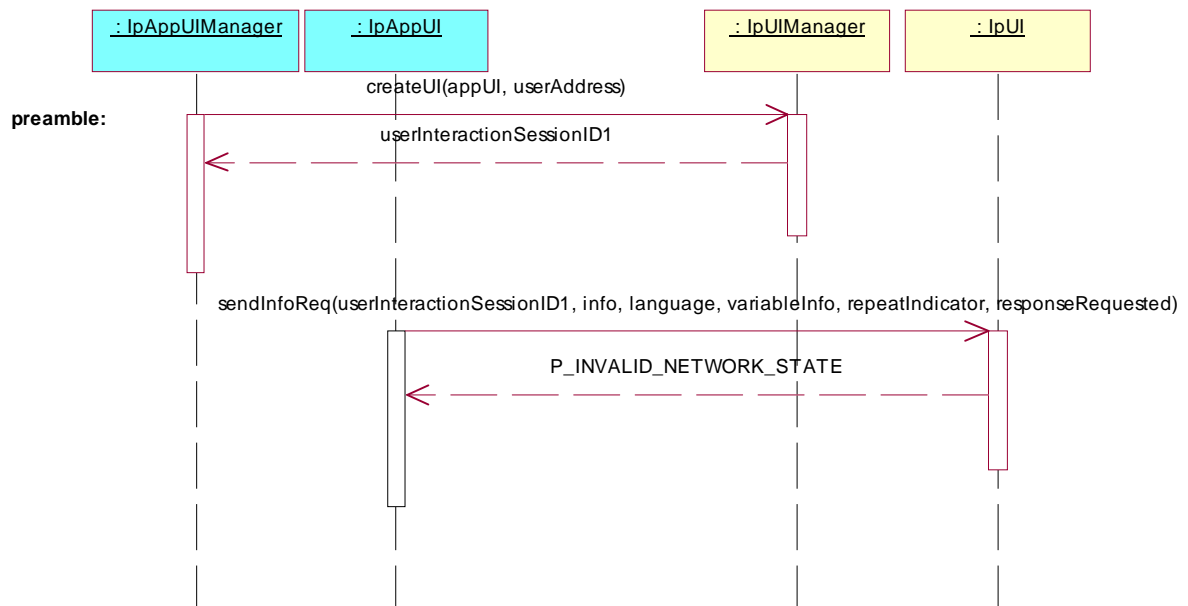 : IpAppUIManager
: IpAppUI
: IpUIManager
: IpUI
createUI(appUI, userAddress)
preamble:
userInteractionSessionID1
sendInfoReq(userInteractionSessionID1, info, language, variableInfo, repeatIndicator, responseRequested)
P_INVALID_NETWORK_STATE